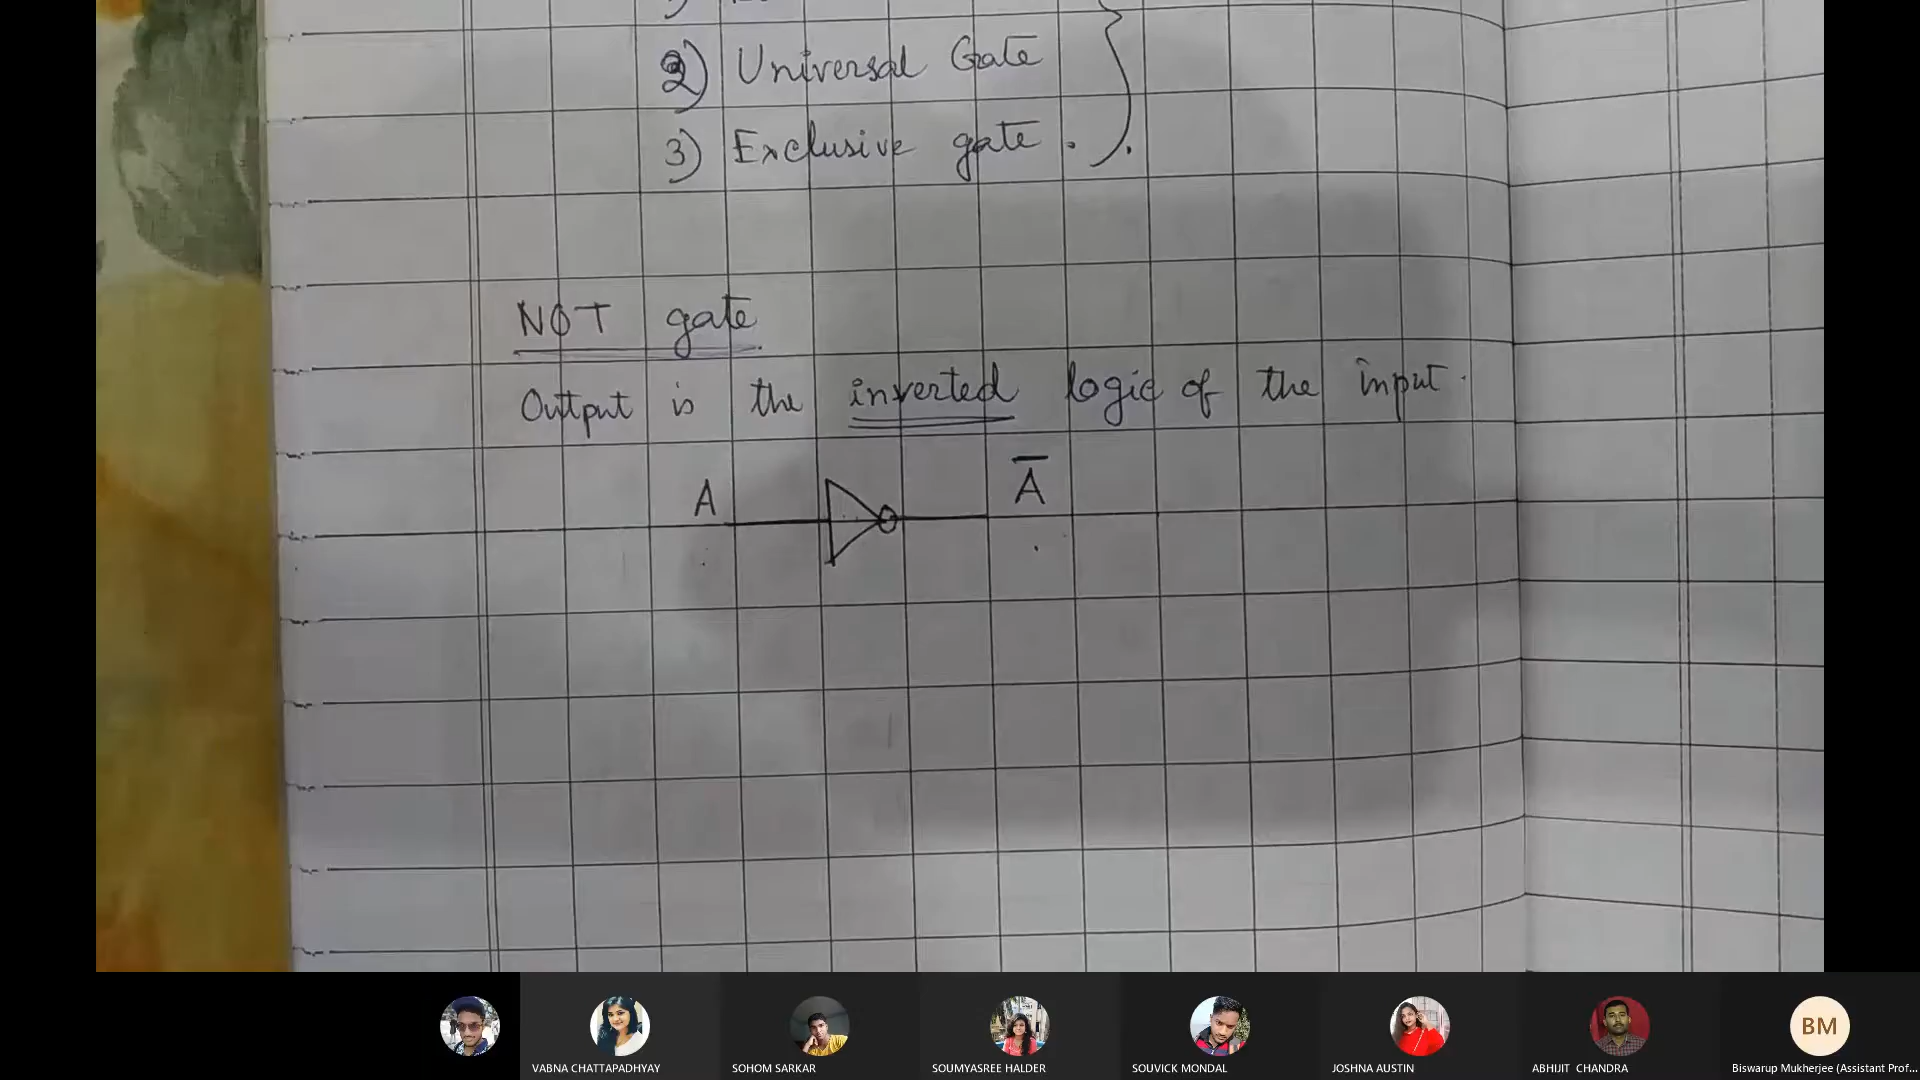 2) Universal Gate
3) Exclusive gate.
NOT gate
Output is the inverted logic of the input.
A
A̅
VABNA CHATTAPADHYAY
SOHOM SARKAR
SOUMYASREE HALDER
SOUVICK MONDAL
JOSHNA AUSTIN
ABHIJIT CHANDRA
BM
Biswarup Mukherjee (Assistant Prof...